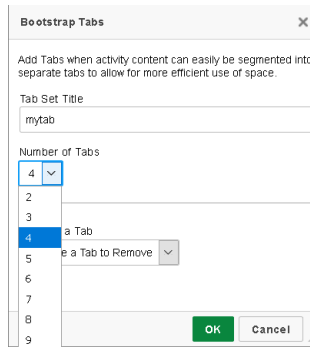 Bootstrap Tabs
Add Tabs when activity content can easily be segmented into
separate tabs to allow for more efficient use of space.
Tab Set Title
mytab
Number of Tabs
4
2
3
4
a Tab
5
e a Tab to Remove
6
7
8
9
OK
Cancel